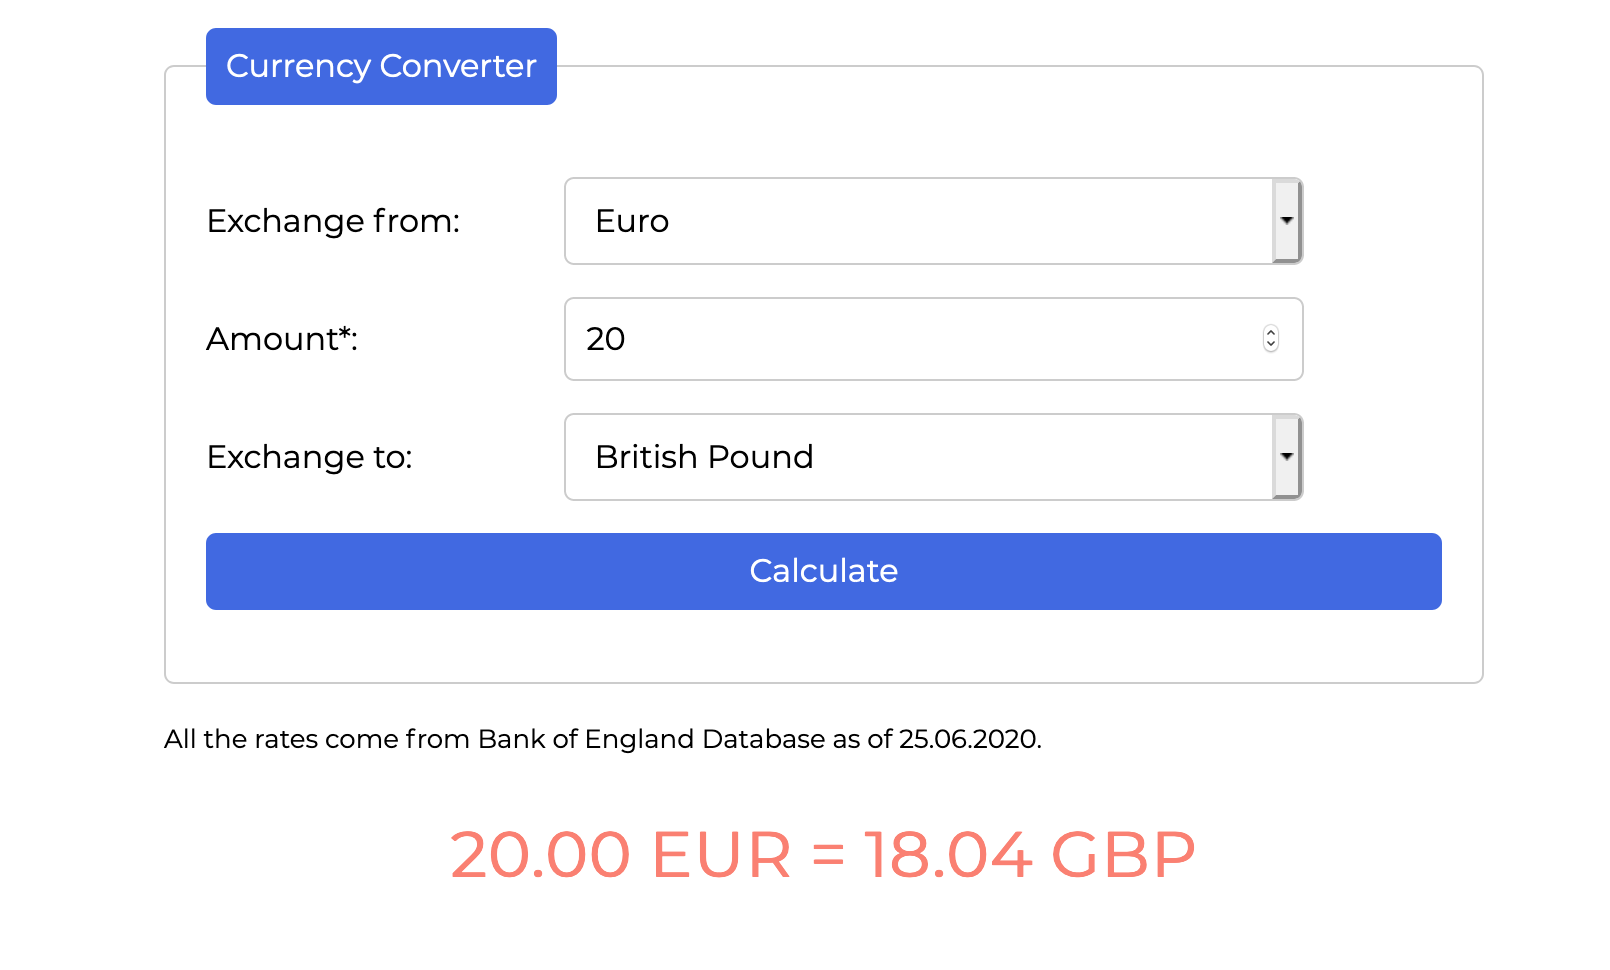 Currency Converter
Exchange from:
Euro
Amount*:
20
Exchange to:
British Pound
Calculate
All the rates come from Bank of England Database as of 25.06.2020.
20.00 EUR = 18.04 GBP